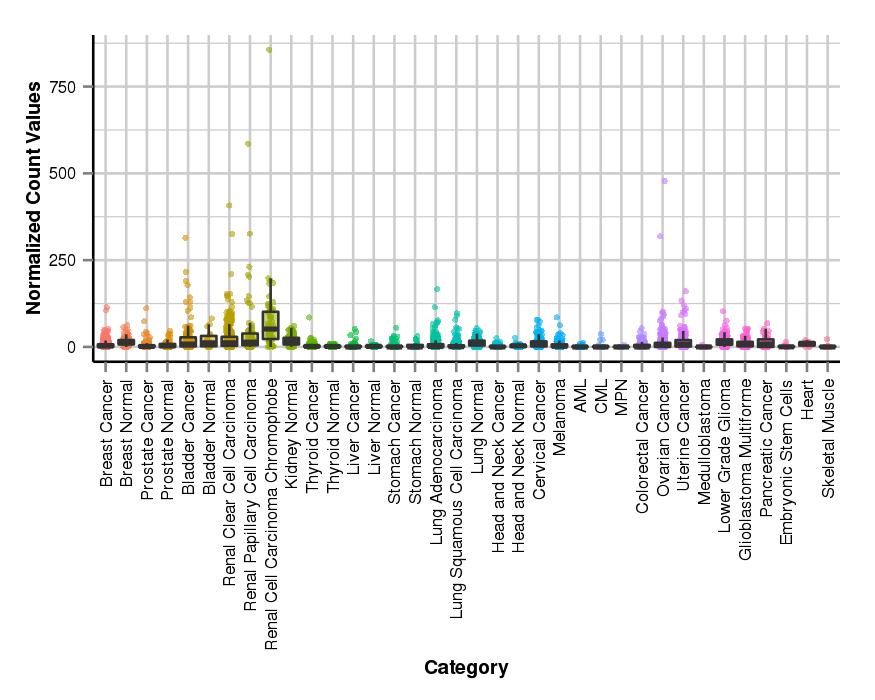 Normalized Count Values
750
500
250
0
Breast Cancer
Breast Normal
Prostate Cancer
Prostate Normal
Bladder Cancer
Bladder Normal
Renal Clear Cell Carcinoma
Renal Papillary Cell Carcinoma
Renal Cell Carcinoma Chromophobe
Kidney Normal
Thyroid Cancer
Thyroid Normal
Liver Cancer
Liver Normal
Stomach Cancer
Stomach Normal
Lung Adenocarcinoma
Lung Squamous Cell Carcinoma
Lung Normal
Head and Neck Cancer
Head and Neck Normal
Cervical Cancer
Melanoma
AML
CML
MPN
Colorectal Cancer
Ovarian Cancer
Uterine Cancer
Medulloblastoma
Lower Grade Glioma
Glioblastoma Multiforme
Pancreatic Cancer
Embryonic Stem Cells
Heart
Skeletal Muscle
Category